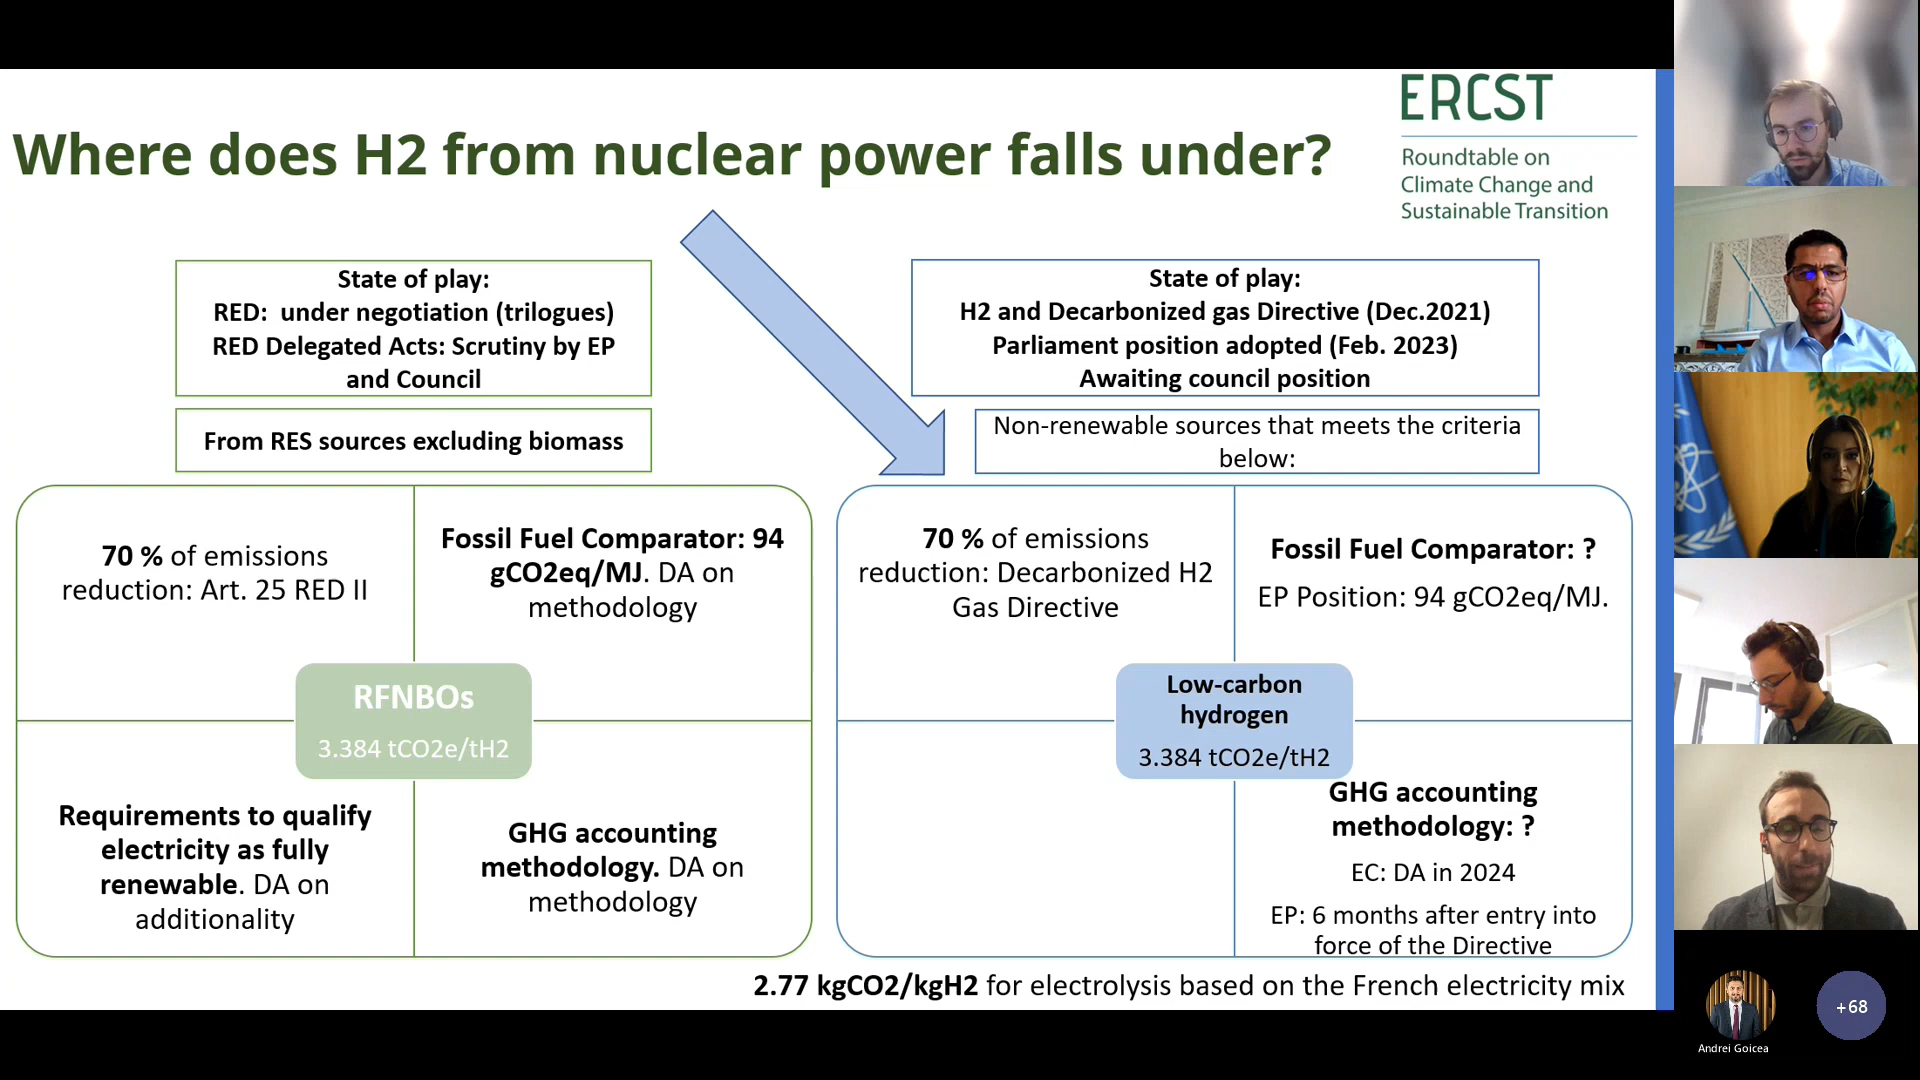 ERCST
Roundtable on
Climate Change and
Sustainable Transition
Where does H2 from nuclear power falls under?
State of play:
RED:  under negotiation (trilogues)
RED Delegated Acts: Scrutiny by EP
and Council
From RES sources excluding biomass
70 % of emissions
reduction: Art. 25 RED II
Fossil Fuel Comparator: 94
gCO2eq/MJ. DA on
methodology
RFNBOs
3.384 tCO2e/tH2
Requirements to qualify
electricity as fully
renewable. DA on
additionality
GHG accounting
methodology. DA on
methodology
State of play:
H2 and Decarbonized gas Directive (Dec.2021)
Parliament position adopted (Feb. 2023)
Awaiting council position
Non-renewable sources that meets the criteria
below:
70 % of emissions
reduction: Decarbonized H2
Gas Directive
Fossil Fuel Comparator: ?
EP Position: 94 gCO2eq/MJ.
Low-carbon
hydrogen
3.384 tCO2e/tH2
GHG accounting
methodology: ?
EC: DA in 2024
EP: 6 months after entry into
force of the Directive
2.77 kgCO2/kgH2 for electrolysis based on the French electricity mix
Andrei Goicea
+68